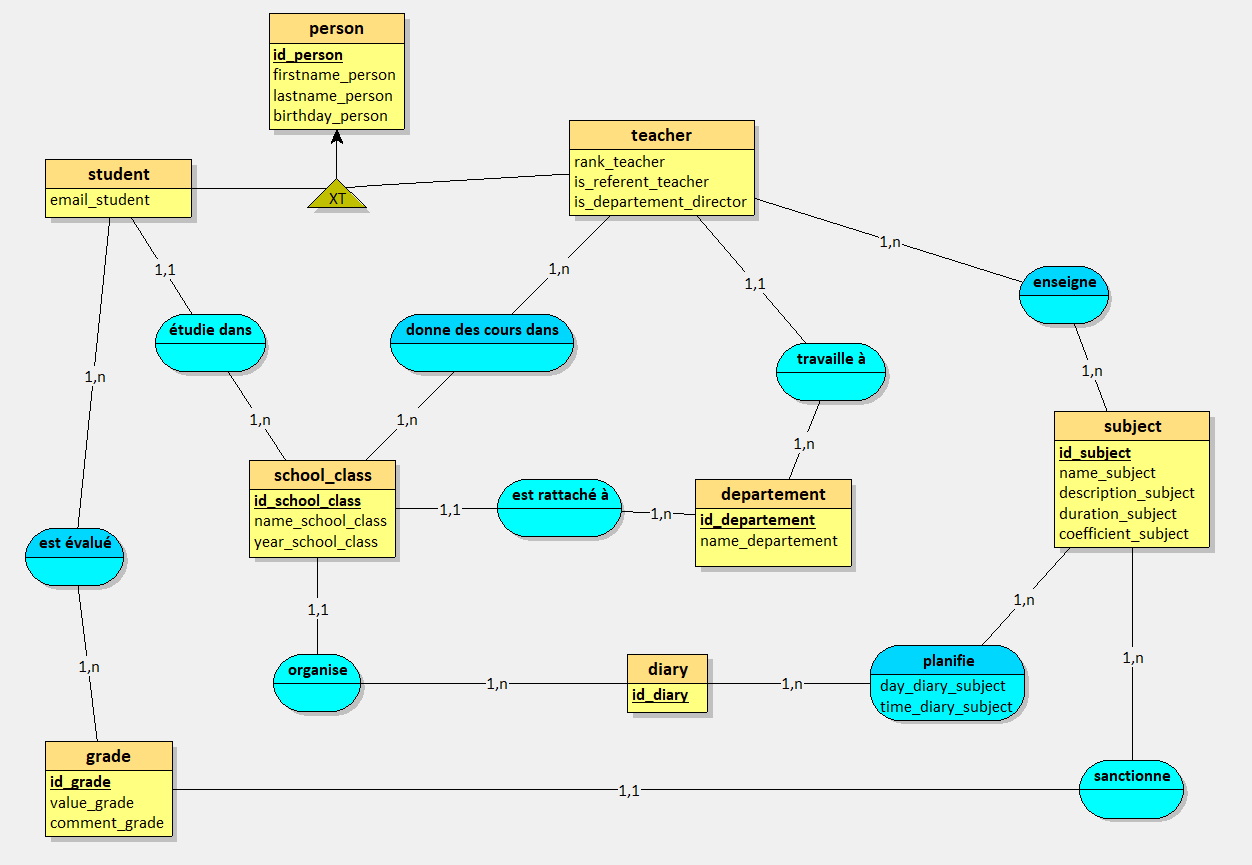 person
id_person
firstname_person
lastname_person
birthday_person
teacher
rank_teacher
is_referent_teacher
is_departement_director
student
email_student
XT
1,n
1,1
1,n
1,1
enseigne
étudie dans
donne des cours dans
travaille à
1,n
1,n
1,n
1,n
1,n
subject
id_subject
name_subject
description_subject
duration_subject
coefficient_subject
school_class
id_school_class
name_school_class
year_school_class
1,1
est rattaché à
1,n
departement
id_departement
name_departement
est évalué
1,1
1,n
1,n
1,n
organise
1,n
diary
id_diary
1,n
planifie
day_diary_subject
time_diary_subject
grade
id_grade
value_grade
comment_grade
1,1
sanctionne